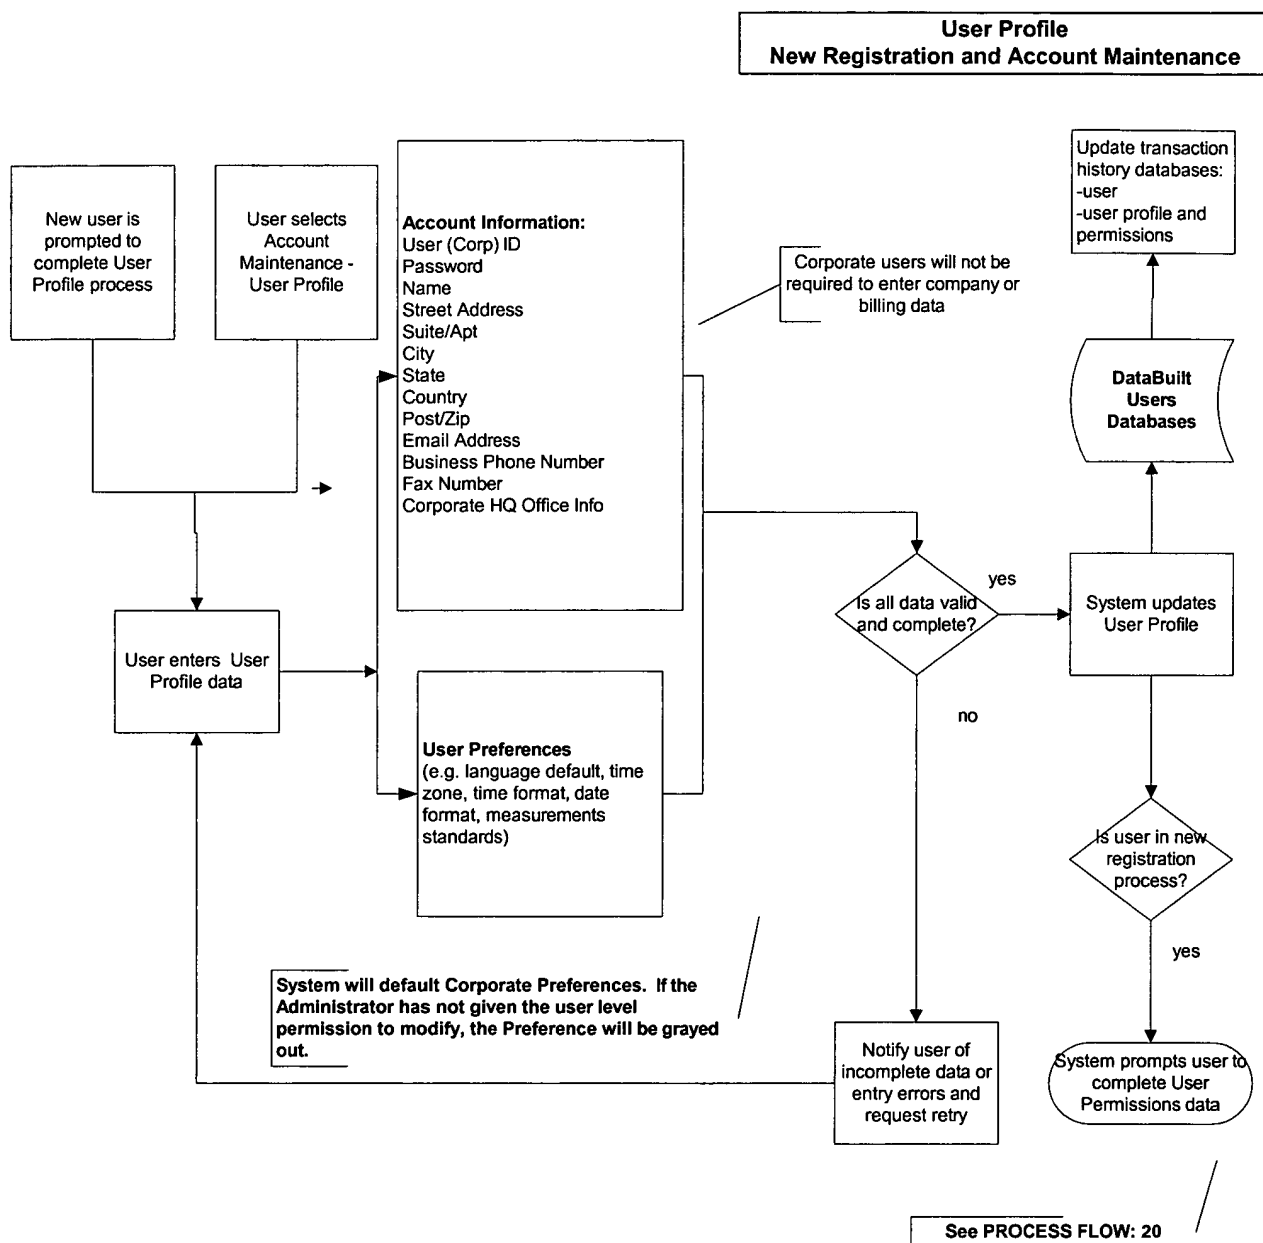 User Profile
New Registration and Account Maintenance
New user is
prompted to
complete User
Profile process
User selects
Account
Maintenance -
User Profile
Account Information:
User (Corp) ID
Password
Name
Street Address
Suite/Apt
City
State
Country
Post/Zip
Email Address
Business Phone Number
Fax Number
Corporate HQ Office Info
Corporate users will not be
required to enter company or
billing data
Update transaction
history databases:
-user
-user profile and
permissions
DataBuilt
Users
Databases
User enters User
Profile data
User Preferences
(e.g. language default, time
zone, time format, date
format, measurements
standards)
Is all data valid
and complete?
yes
no
System updates
User Profile
Is user in new
registration
process?
yes
System will default Corporate Preferences. If the
Administrator has not given the user level
permission to modify, the Preference will be grayed
out.
Notify user of
incomplete data or
entry errors and
request retry
System prompts user to
complete User
Permissions data
See PROCESS FLOW: 20